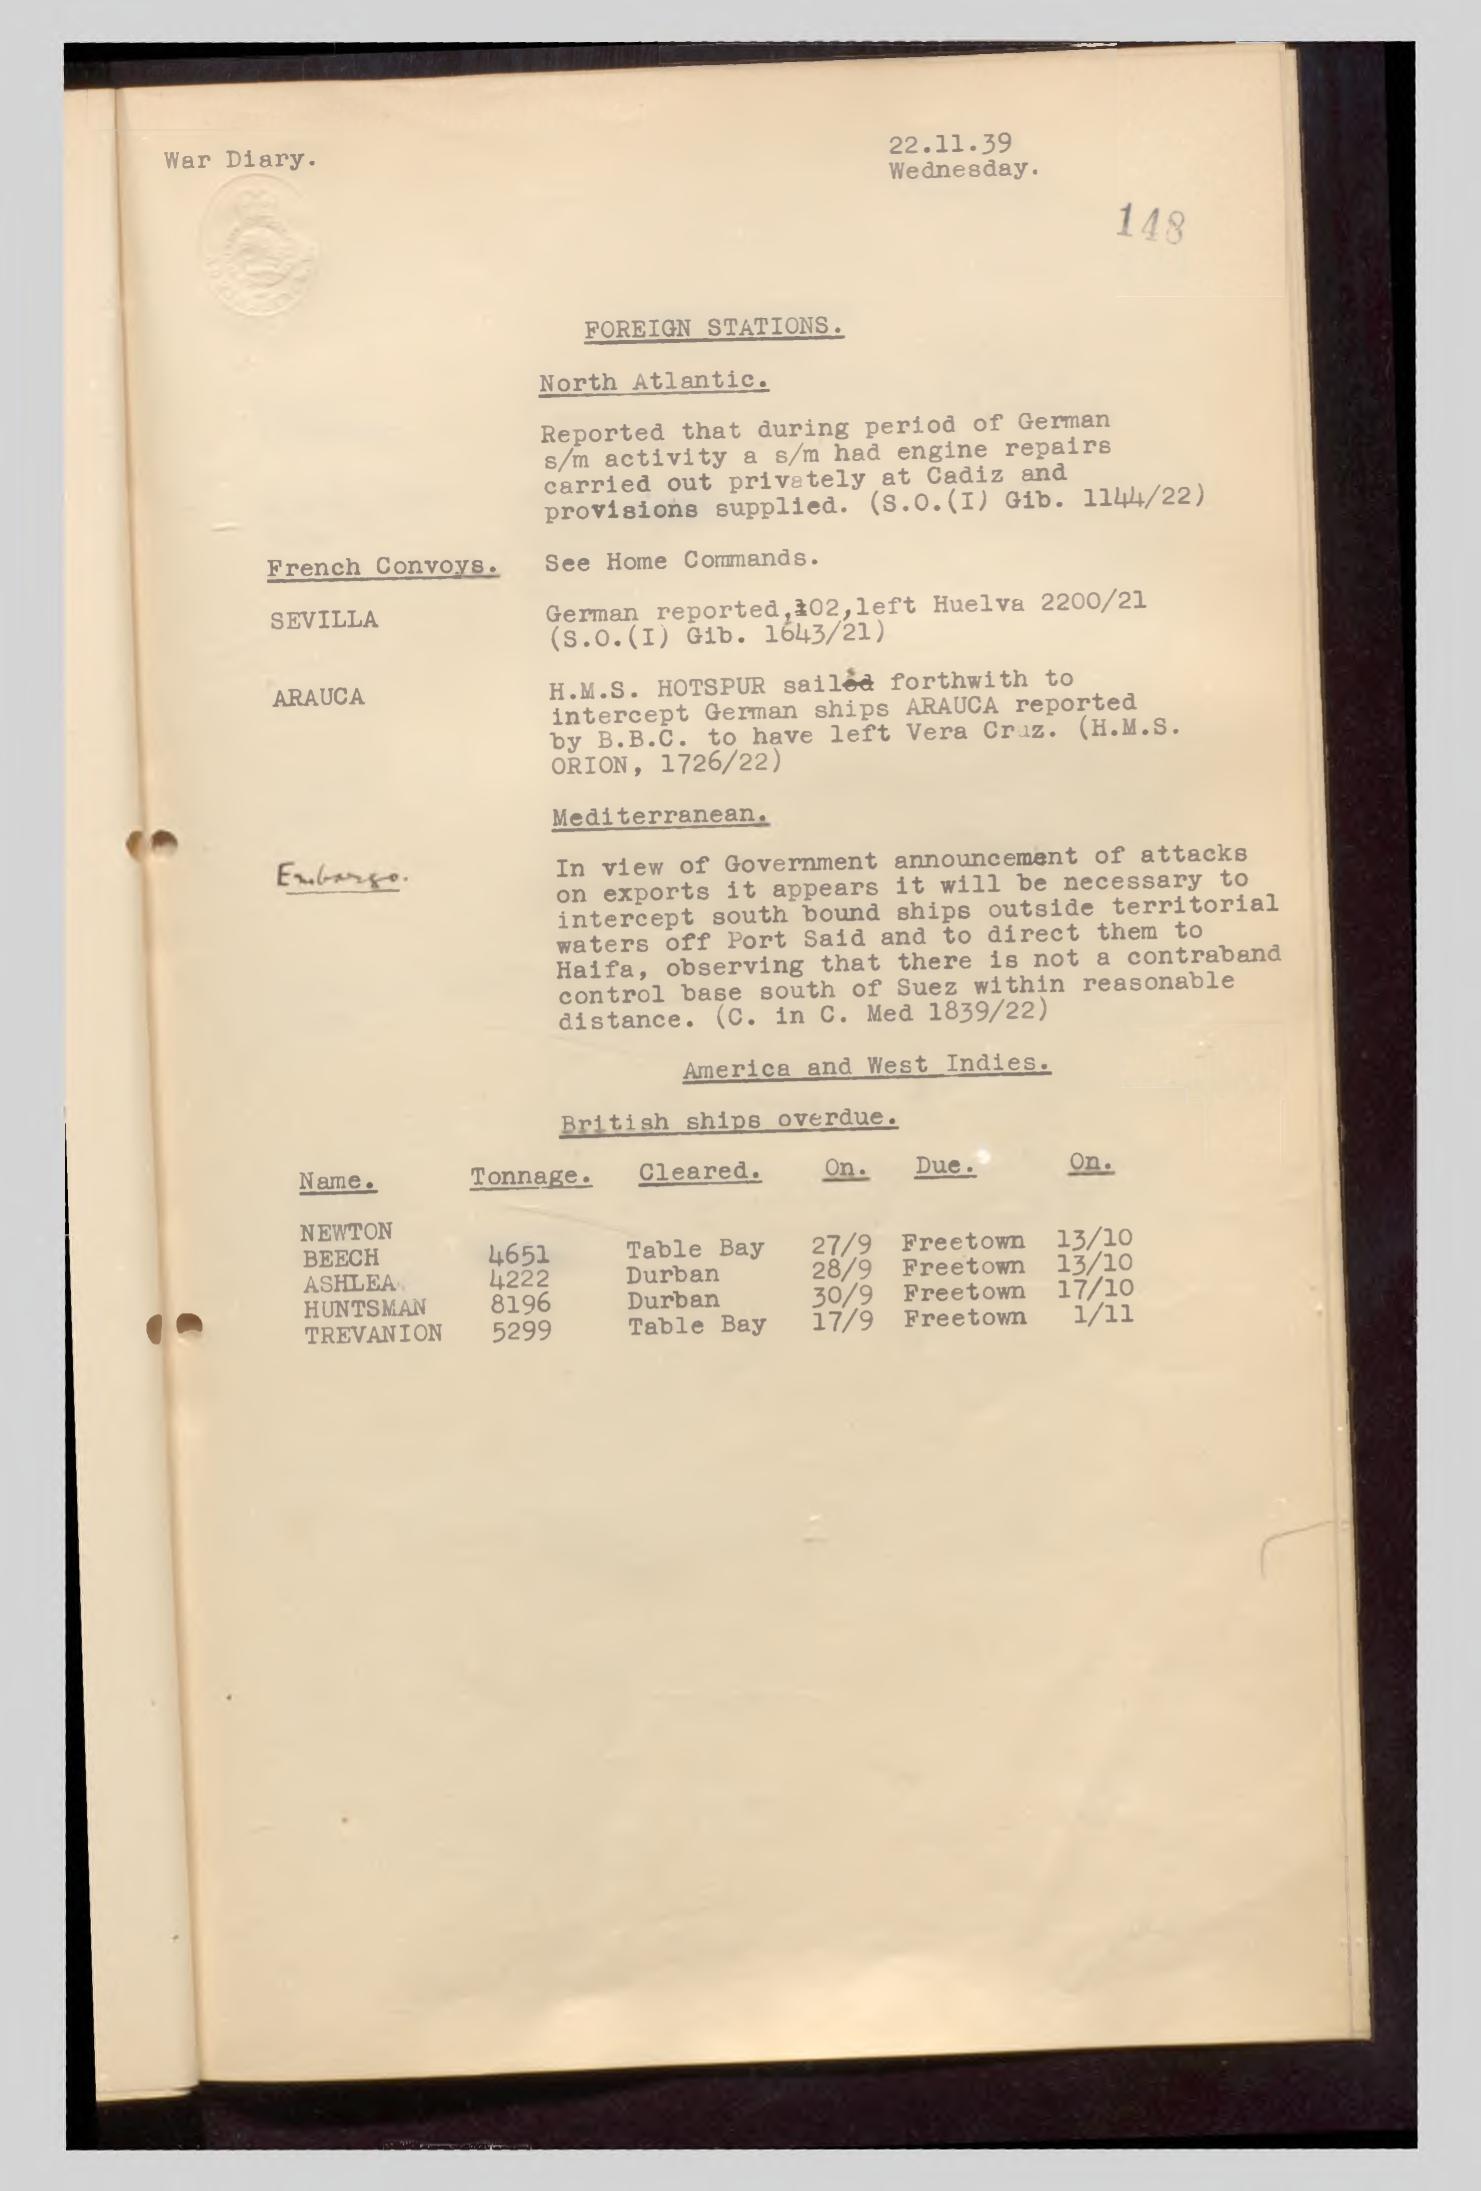 War Diary.
22.11.39
Wednesday.
148
FOREIGN STATIONS.
North Atlantic.
Reported that during period of German
s/m activity a s/m had engine repairs
carried out privately at Cadiz and
provisions supplied. (S.O.(I) Gib. 1144/22)
French Convoys. See Home Commands.
SEVILLA German reported,102,left Huelva 2200/21
(S.O.(I) Gib. 1643/21)
ARAUCA H.M.S. HOTSPUR sailed forthwith to
intercept German ships ARAUCA reported
by B.B.C. to have left Vera Cruz. (H.M.S.
ORION, 1726/22)
Mediterranean.
Embargo. In view of Government announcement of attacks
on exports it appears it will be necessary to
intercept south bound ships outside territorial
waters off Port Said and to direct them to
Haifa, observing that there is not a contraband
control base south of Suez within reasonable
distance. (C. in C. Med 1839/22)
America and West Indies.
British ships overdue.
Name. Tonnage. Cleared. On. Due. On.
NEWTON
BEECH 4651 Table Bay 27/9 Freetown 13/10
ASHLEA 4222 Durban 28/9 Freetown 13/10
HUNTSMAN 8196 Durban 30/9 Freetown 17/10
TREVANION 5299 Table Bay 17/9 Freetown 1/11